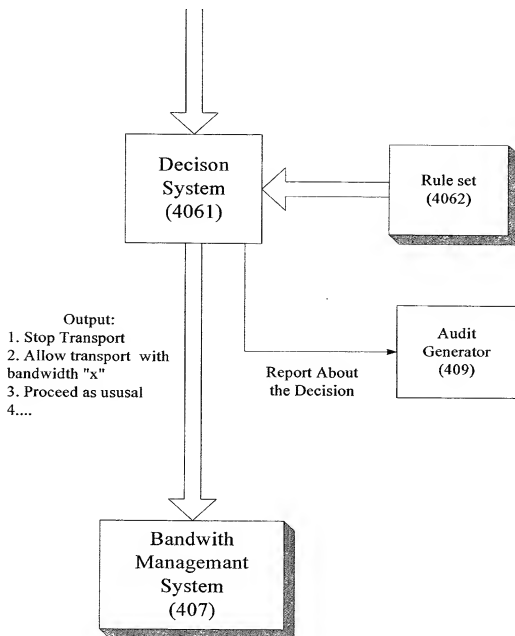 Decison
System
(4061)
Rule set
(4062)
Output:
1. Stop Transport
2. Allow transport with
bandwidth "x"
3. Proceed as ususal
4....
Audit
Generator
(409)
Report About
the Decision
Bandwith
Managemant
System
(407)